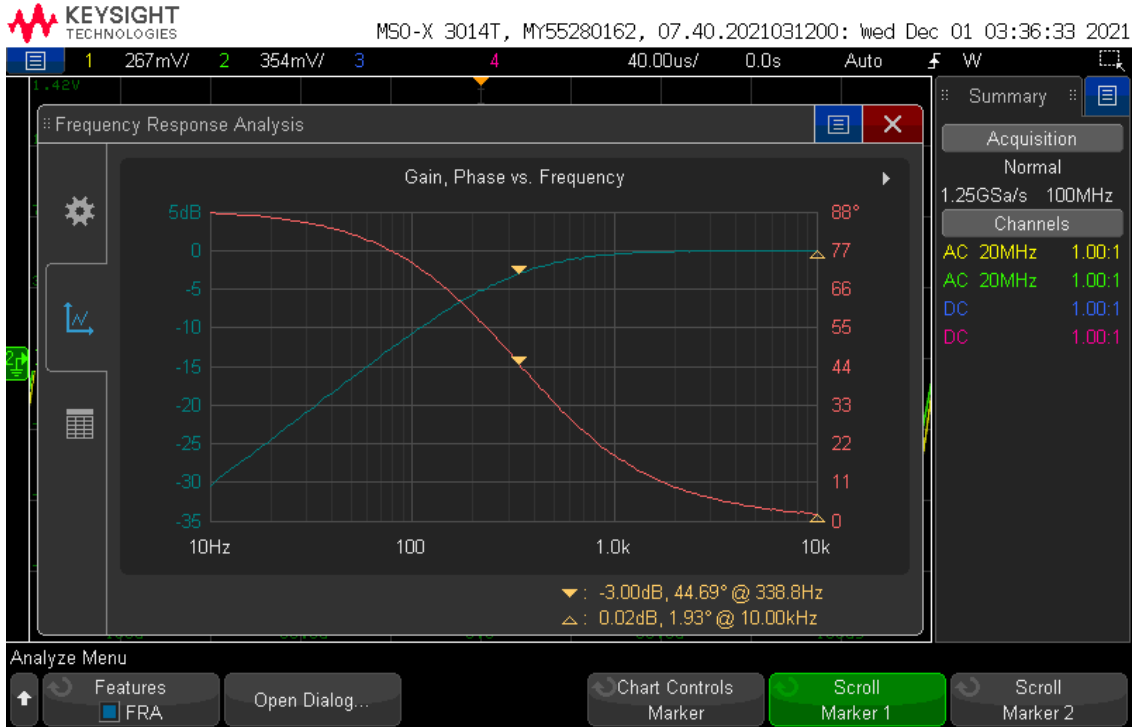 KEYSIGHT
TECHNOLOGIES
MSO-X 3014T, MY55280162, 07.40.2021031200: Wed Dec 01 03:36:33 2021
1 267mV/ 2 354mV/ 3 4 40.00us/ 0.0s Auto W
1.42V
Frequency Response Analysis
Summary
Acquisition
Normal
1.25GSa/s 100MHz
Channels
AC 20MHz 1.00:1
AC 20MHz 1.00:1
DC 1.00:1
DC 1.00:1
Gain, Phase vs. Frequency
5dB 88°
0 77
-5 66
-10 55
-15 44
-20 33
-25 22
-30 11
-35 0
10Hz 100 1.0k 10k
2
: -3.00dB, 44.69° @ 338.8Hz
: 0.02dB, 1.93° @ 10.00kHz
Analyze Menu
Features
FRA
Open Dialog...
Chart Controls
Marker
Scroll
Marker 1
Scroll
Marker 2